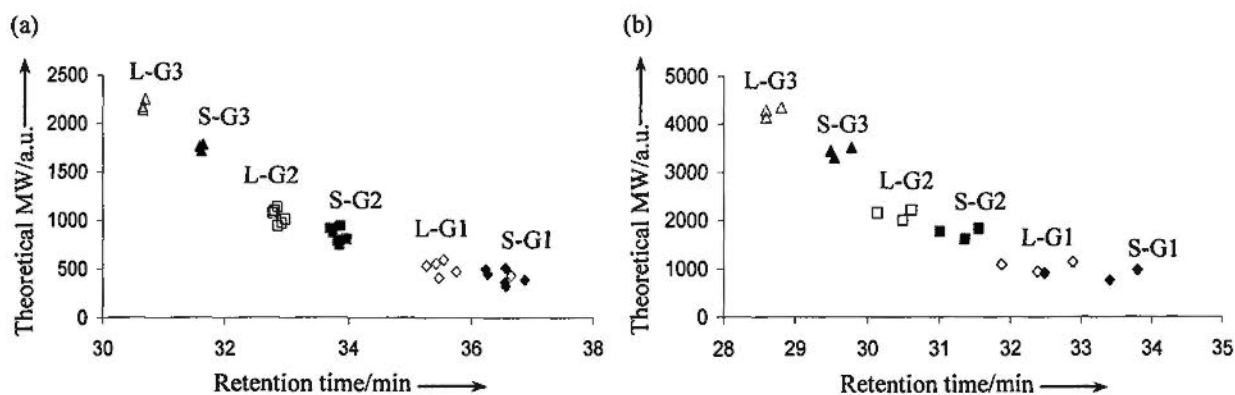 (a)
Theoretical MW/a.u.
2500
2000
1500
1000
500
0
L-G3
S-G3
L-G2
S-G2
L-G1
S-G1
30
32
34
36
38
Retention time/min
(b)
Theoretical MW/a.u.
5000
4000
3000
2000
1000
0
L-G3
S-G3
L-G2
S-G2
L-G1
S-G1
28
29
30
31
32
33
34
35
Retention time/min